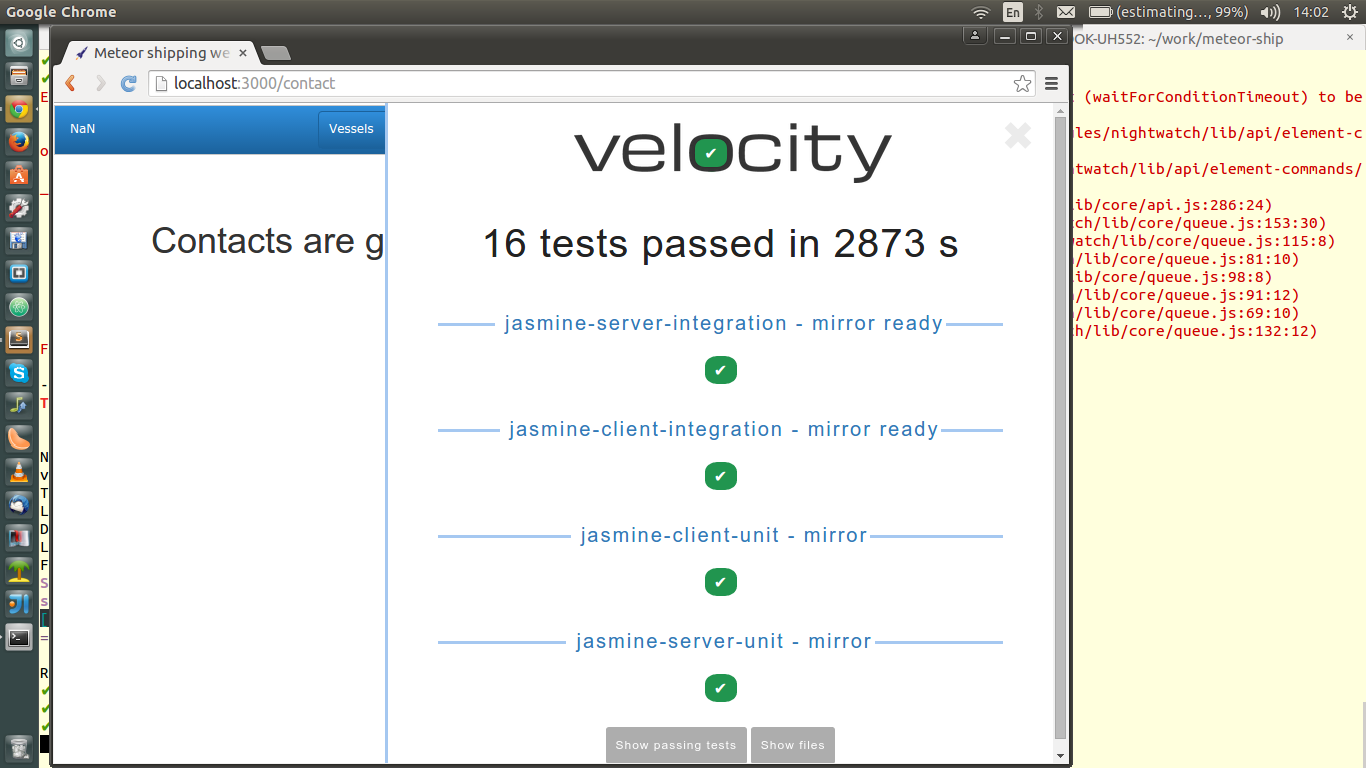 Google Chrome
En
(estimating..., 99%)
14:02
Meteor shipping we
OK-UH552: ~/work/meteor-ship
localhost:3000/contact
NaN
Vessels
Contacts are g
velocity
16 tests passed in 2873 s
jasmine-server-integration - mirror ready
jasmine-client-integration - mirror ready
jasmine-client-unit - mirror
jasmine-server-unit - mirror
Show passing tests
Show files
(waitForConditionTimeout) to be
les/nightwatch/lib/api/element-c
twatch/lib/api/element-commands/
ib/core/api.js:286:24)
ch/lib/core/queue.js:153:30)
watch/lib/core/queue.js:115:8)
/lib/core/queue.js:81:10)
ib/core/queue.js:98:8)
/lib/core/queue.js:91:12)
/lib/core/queue.js:69:10)
h/lib/core/queue.js:132:12)
E
o
F
-
T
N
v
T
L
D
L
F
S
s
[
=
R